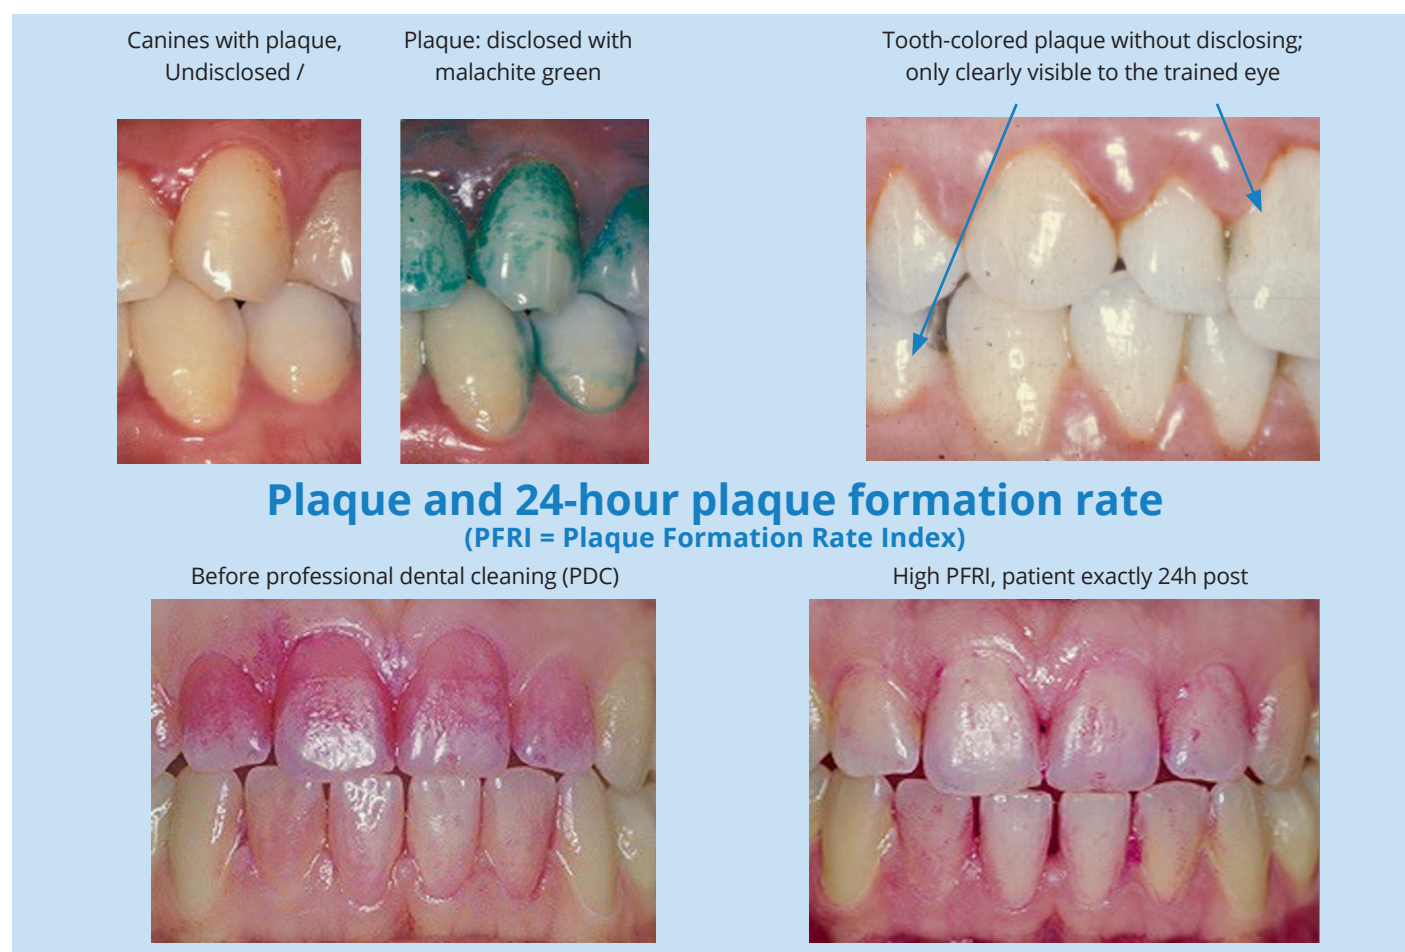 Canines with plaque,
Undisclosed /
Plaque: disclosed with
malachite green
Tooth-colored plaque without disclosing;
only clearly visible to the trained eye
Plaque and 24-hour plaque formation rate
(PFRI = Plaque Formation Rate Index)
Before professional dental cleaning (PDC)
High PFRI, patient exactly 24h post